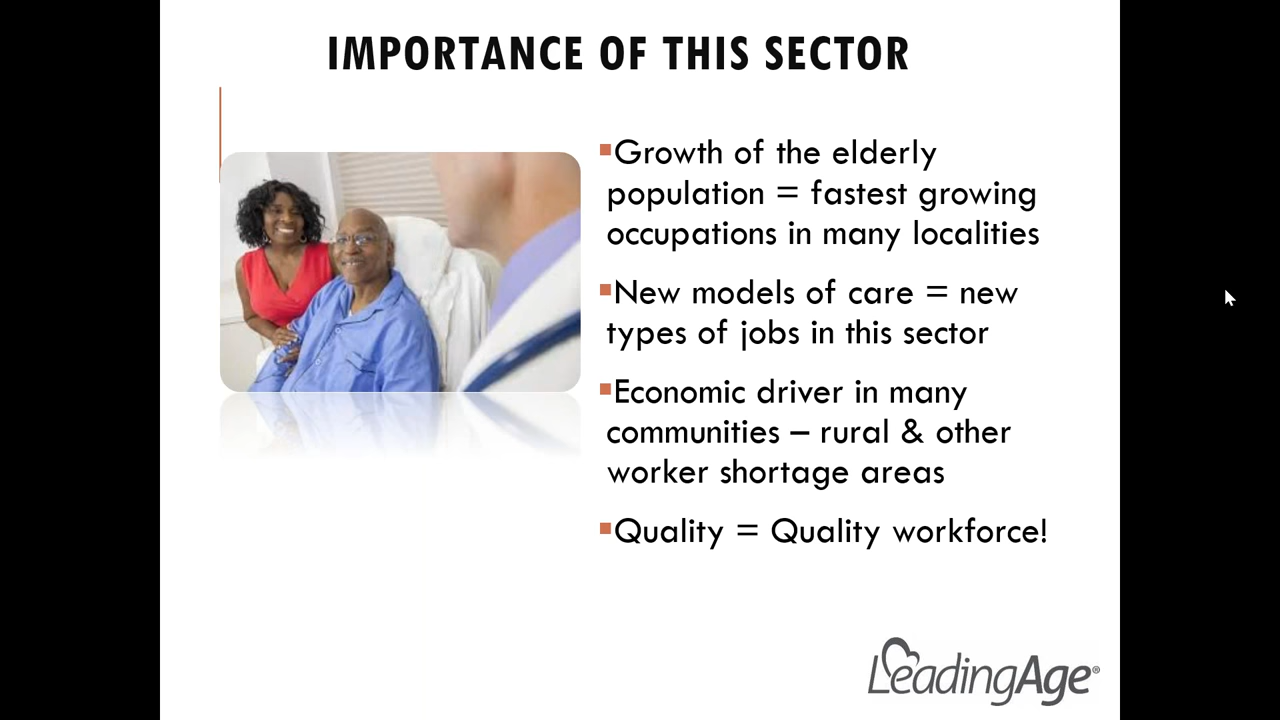 IMPORTANCE OF THIS SECTOR
▪Growth of the elderly
population = fastest growing
occupations in many localities
▪New models of care = new
types of jobs in this sector
▪Economic driver in many
communities – rural & other
worker shortage areas
▪Quality = Quality workforce!
LeadingAge®